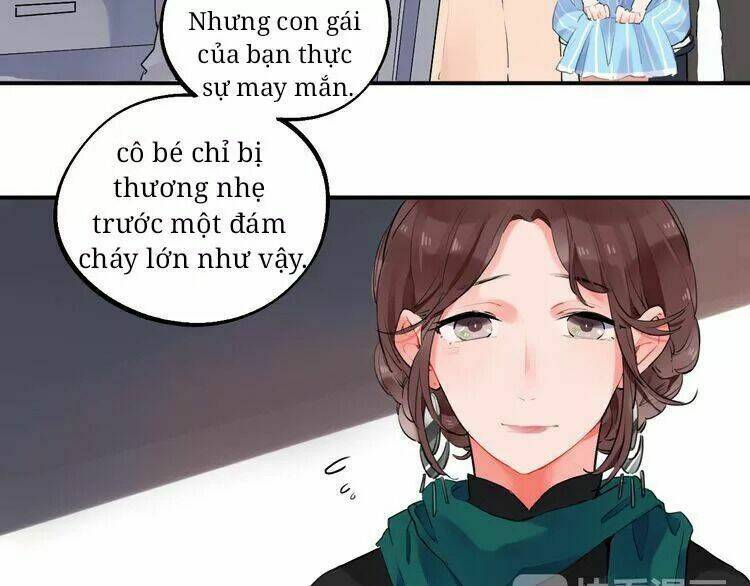 Nhưng con gái
của bạn thực
sự may mắn.
cô bé chỉ bị
thương nhẹ
trước một đám
cháy lớn như vậy.